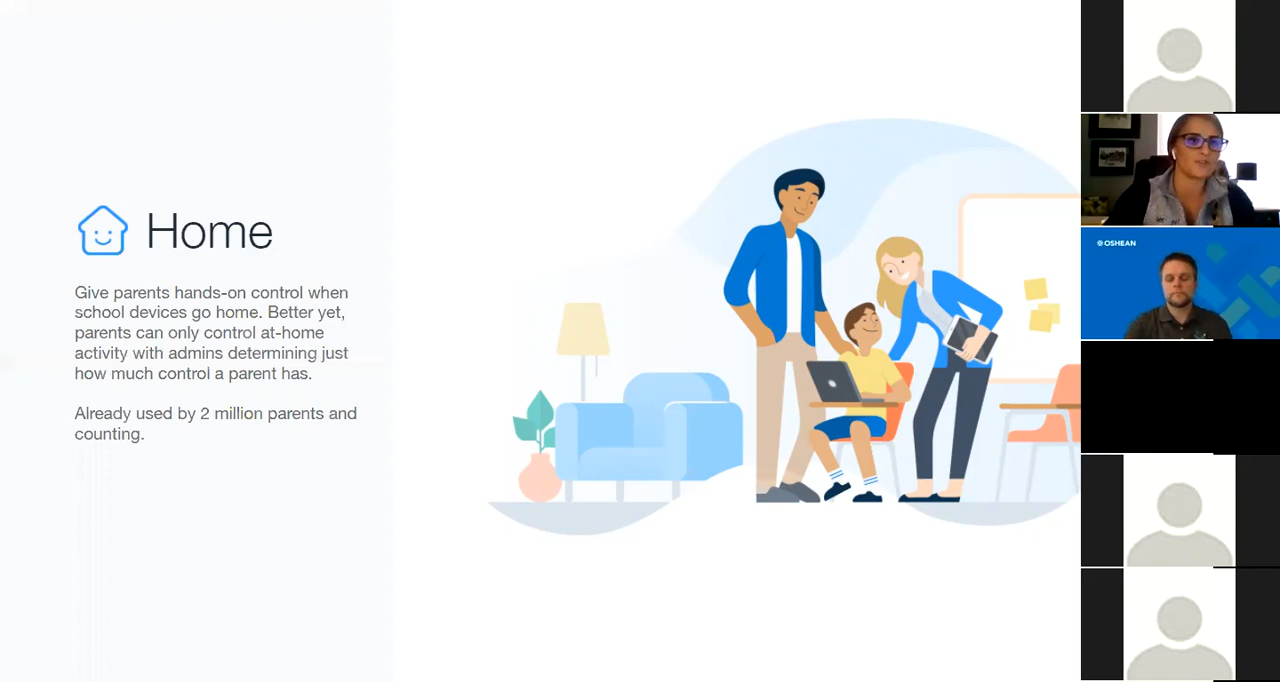 Home
Give parents hands-on control when
school devices go home. Better yet,
parents can only control at-home
activity with admins determining just
how much control a parent has.
Already used by 2 million parents and
counting.
OSHEAN